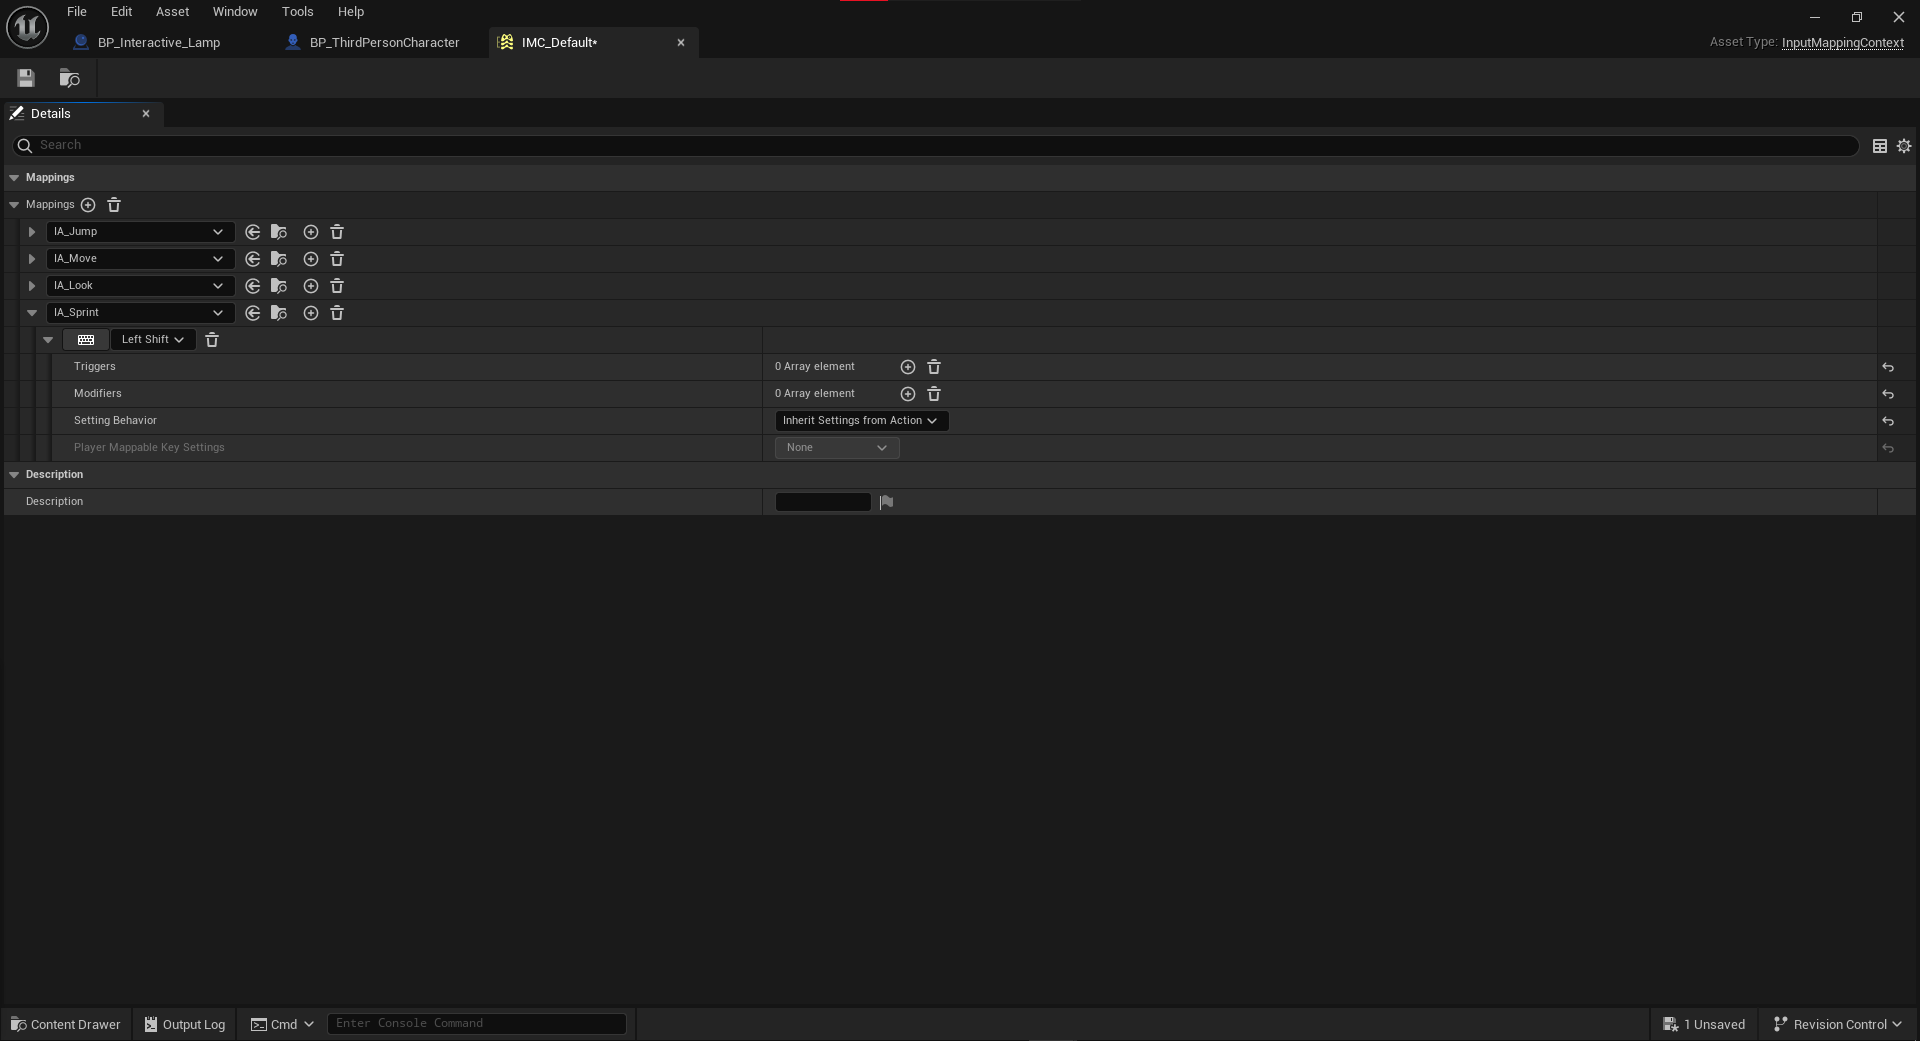 File Edit Asset Window Tools Help
BP_Interactive_Lamp BP_ThirdPersonCharacter IMC_Default* Asset Type: InputMappingContext
Details
Search
Mappings
Mappings
IA_Jump
IA_Move
IA_Look
IA_Sprint
Left Shift
Triggers 0 Array element
Modifiers 0 Array element
Setting Behavior Inherit Settings from Action
Player Mappable Key Settings None
Description
Description
Content Drawer Output Log Cmd Enter Console Command 1 Unsaved Revision Control